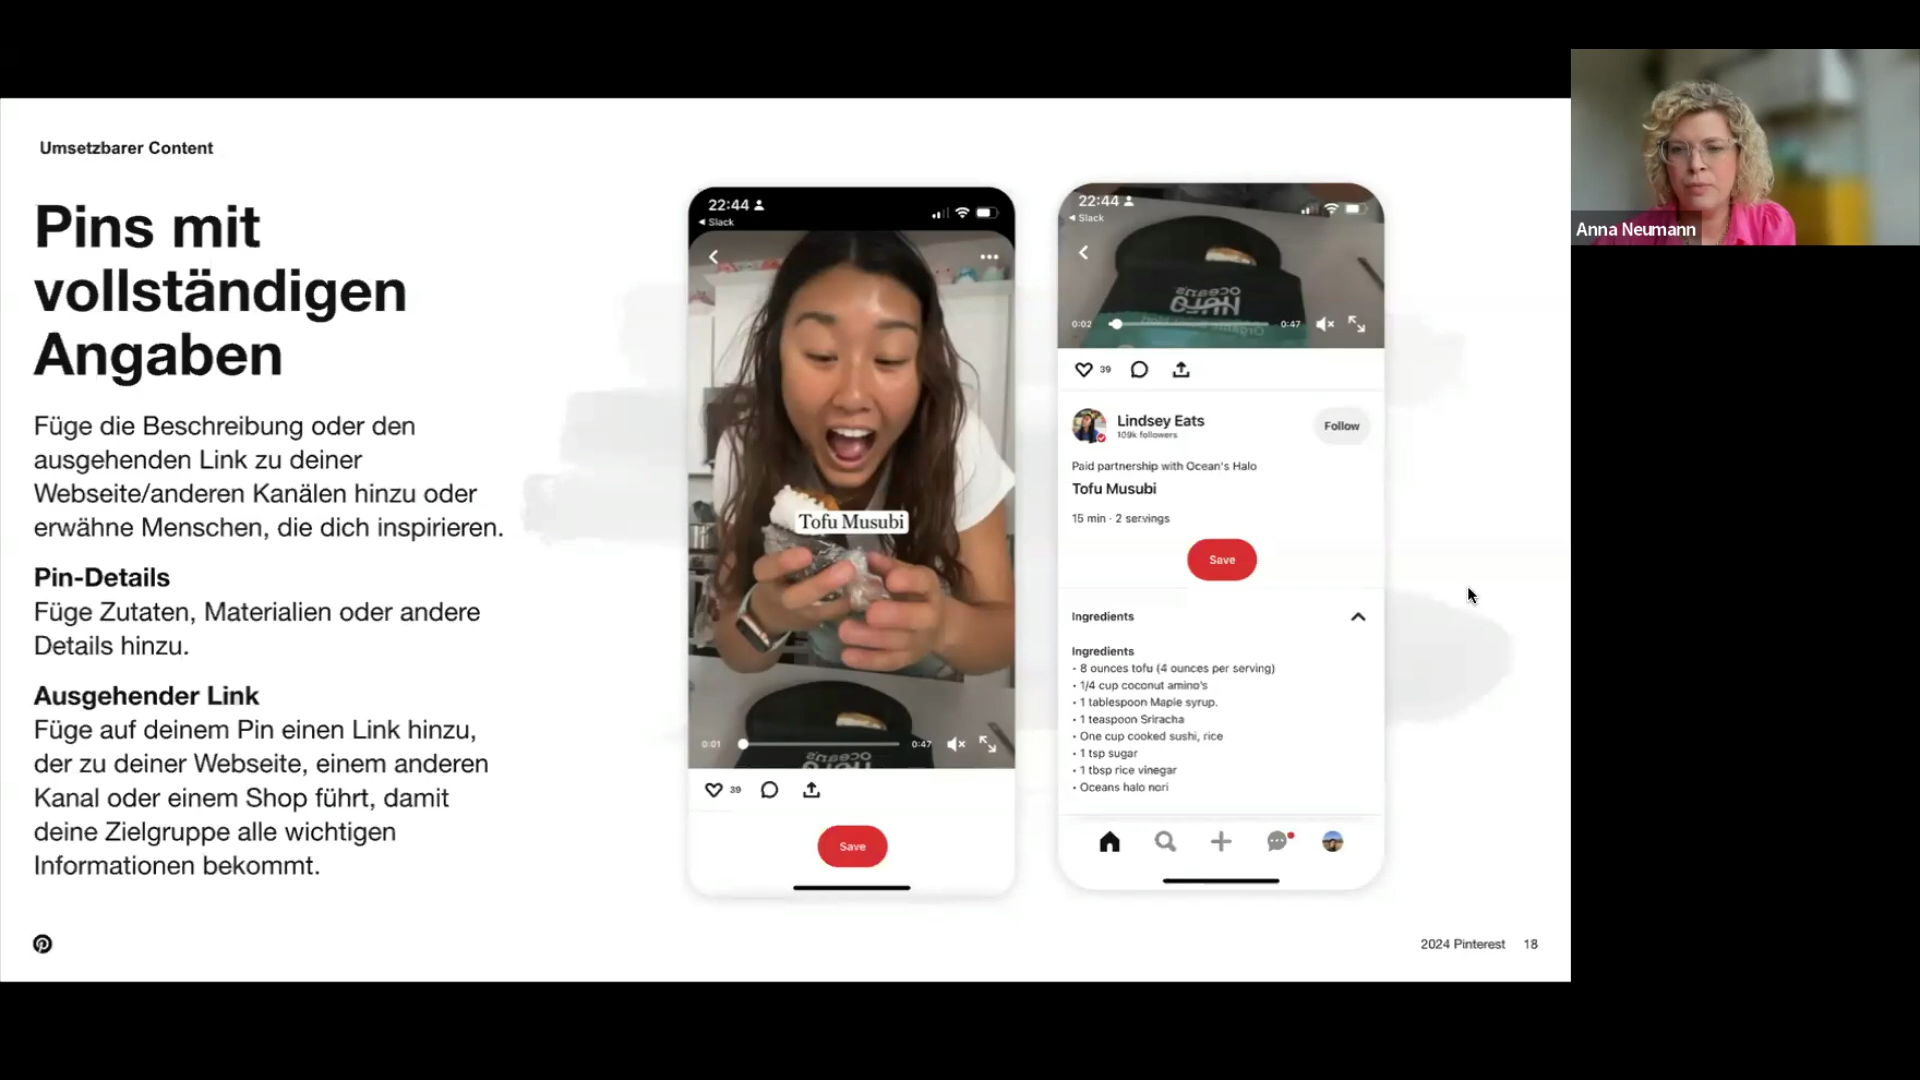 Umsetzbarer Content
Pins mit
vollständigen
Angaben
Füge die Beschreibung oder den
ausgehenden Link zu deiner
Webseite/anderen Kanälen hinzu oder
erwähne Menschen, die dich inspirieren.
Pin-Details
Füge Zutaten, Materialien oder andere
Details hinzu.
Ausgehender Link
Füge auf deinem Pin einen Link hinzu,
der zu deiner Webseite, einem anderen
Kanal oder einem Shop führt, damit
deine Zielgruppe alle wichtigen
Informationen bekommt.
22:44
Slack
Tofu Musubi
0:01
0:47
39
Save
22:44
Slack
ocean's
Halo
0:02
0:47
39
Lindsey Eats
109k followers
Follow
Paid partnership with Ocean's Halo
Tofu Musubi
15 min · 2 servings
Save
Ingredients
Ingredients
· 8 ounces tofu (4 ounces per serving)
· 1/4 cup coconut amino's
· 1 tablespoon Maple syrup.
· 1 teaspoon Sriracha
· One cup cooked sushi, rice
· 1 tsp sugar
· 1 tbsp rice vinegar
· Oceans halo nori
2024 Pinterest 18
Anna Neumann